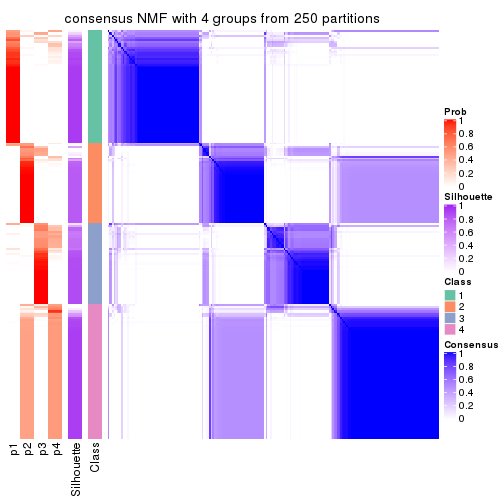 consensus NMF with 4 groups from 250 partitions
Prob
1
0.8
0.6
0.4
0.2
0
Silhouette
1
0.8
0.6
0.4
0.2
0
Class
1
2
3
4
Consensus
1
0.8
0.6
0.4
0.2
0
p1
p2
p3
p4
Silhouette
Class